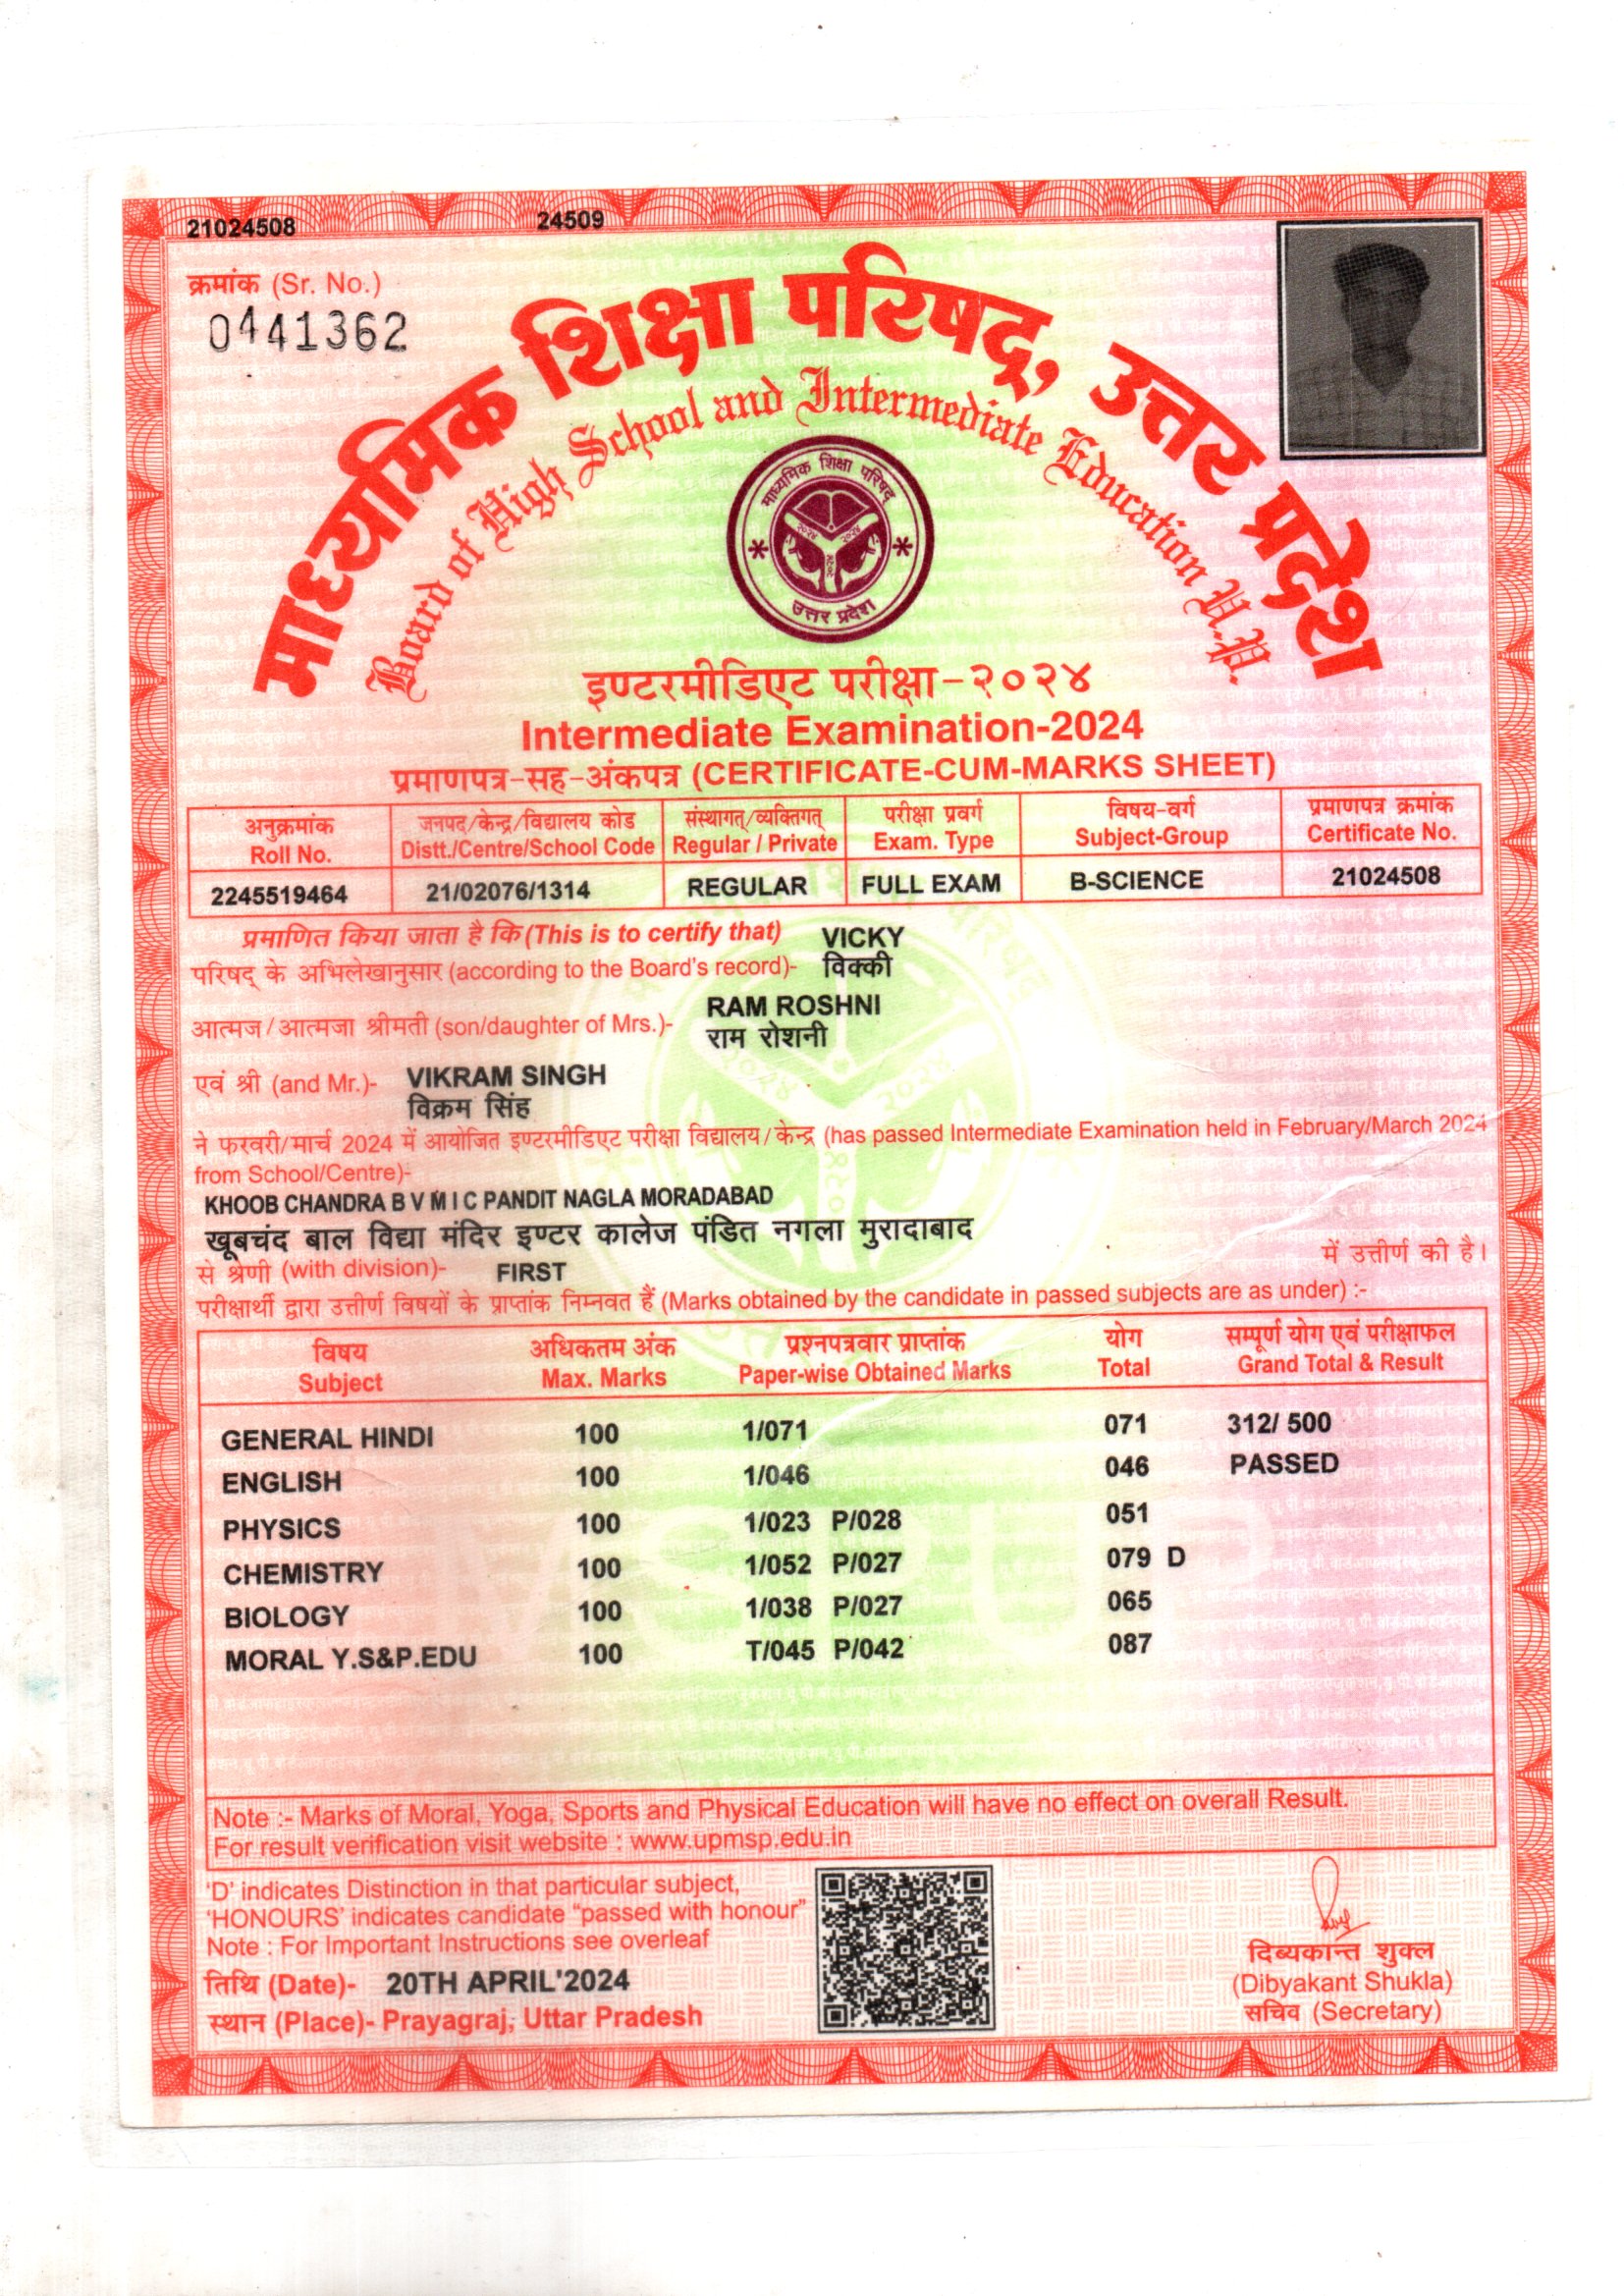 21024508 24509
क्रमांक (Sr. No.)
0441362
माध्यमिक शिक्षा परिषद्, उत्तर प्रदेश
Board of High School and Intermediate Education U.P.
माध्यमिक शिक्षा परिषद्
२०२४ २०२४
२०२४
उत्तर प्रदेश
इण्टरमीडिएट परीक्षा-२०२४
Intermediate Examination-2024
प्रमाणपत्र-सह-अंकपत्र (CERTIFICATE-CUM-MARKS SHEET)
अनुक्रमांक जनपद/केन्द्र/विद्यालय कोड संस्थागत्/व्यक्तिगत् परीक्षा प्रवर्ग विषय-वर्ग प्रमाणपत्र क्रमांक
Roll No. Distt./Centre/School Code Regular / Private Exam. Type Subject-Group Certificate No.
2245519464 21/02076/1314 REGULAR FULL EXAM B-SCIENCE 21024508
प्रमाणित किया जाता है कि (This is to certify that) VICKY
परिषद् के अभिलेखानुसार (according to the Board's record)- विक्की
RAM ROSHNI
आत्मज/आत्मजा श्रीमती (son/daughter of Mrs.)- राम रोशनी
एवं श्री (and Mr.)- VIKRAM SINGH
विक्रम सिंह
ने फरवरी/मार्च 2024 में आयोजित इण्टरमीडिएट परीक्षा विद्यालय/केन्द्र (has passed Intermediate Examination held in February/March 2024
from School/Centre)-
KHOOB CHANDRA B V M I C PANDIT NAGLA MORADABAD
खूबचंद बाल विद्या मंदिर इण्टर कालेज पंडित नगला मुरादाबाद
में उत्तीर्ण की है।
से श्रेणी (with division)- FIRST
परीक्षार्थी द्वारा उत्तीर्ण विषयों के प्राप्तांक निम्नवत हैं (Marks obtained by the candidate in passed subjects are as under) :-
विषय अधिकतम अंक प्रश्नपत्रवार प्राप्तांक योग सम्पूर्ण योग एवं परीक्षाफल
Subject Max. Marks Paper-wise Obtained Marks Total Grand Total & Result
GENERAL HINDI 100 1/071 071 312/ 500
ENGLISH 100 1/046 046 PASSED
PHYSICS 100 1/023 P/028 051
CHEMISTRY 100 1/052 P/027 079 D
BIOLOGY 100 1/038 P/027 065
MORAL Y.S&P.EDU 100 T/045 P/042 087
Note :- Marks of Moral, Yoga, Sports and Physical Education will have no effect on overall Result.
For result verification visit website : www.upmsp.edu.in
'D' indicates Distinction in that particular subject,
'HONOURS' indicates candidate "passed with honour"
Note : For Important Instructions see overleaf
तिथि (Date)- 20TH APRIL'2024
स्थान (Place)- Prayagraj, Uttar Pradesh
दिब्यकान्त शुक्ल
(Dibyakant Shukla)
सचिव (Secretary)